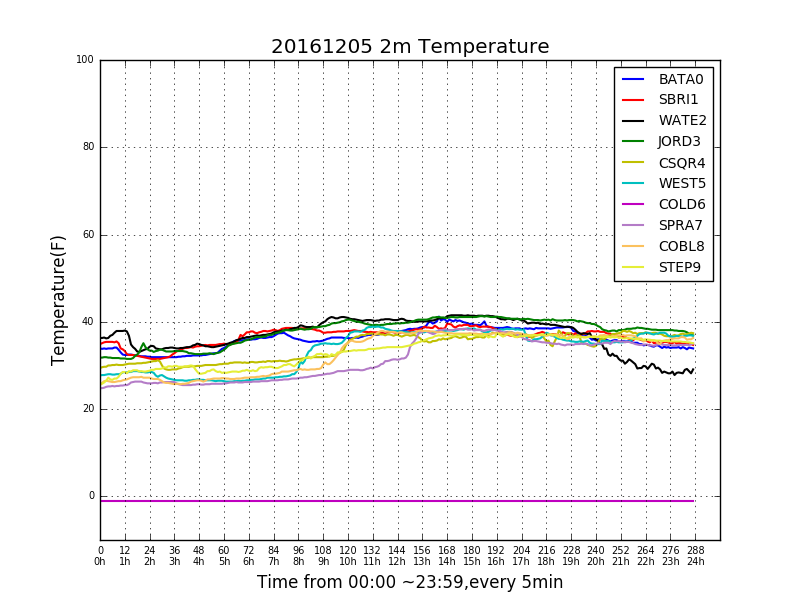 20161205 2m Temperature
100
80
60
40
20
0
Temperature(F)
BATA0
SBRI1
WATE2
JORD3
CSQR4
WEST5
COLD6
SPRA7
COBL8
STEP9
0 12 24 36 48 60 72 84 96 108 120 132 144 156 168 180 192 204 216 228 240 252 264 276 288
0h 1h 2h 3h 4h 5h 6h 7h 8h 9h 10h 11h 12h 13h 14h 15h 16h 17h 18h 19h 20h 21h 22h 23h 24h
Time from 00:00 ~23:59,every 5min